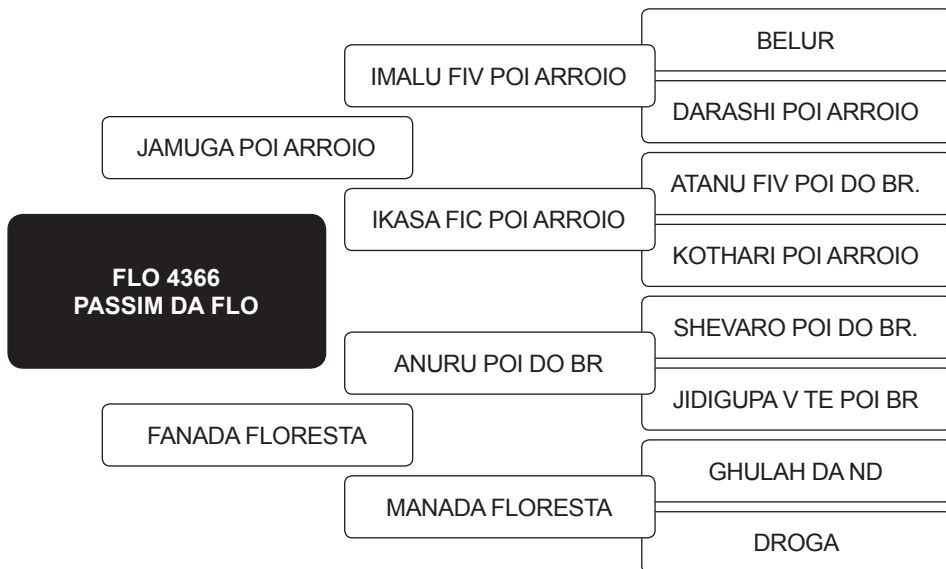 BELUR
IMALU FIV POI ARROIO
DARASHI POI ARROIO
JAMUGA POI ARROIO
ATANU FIV POI DO BR.
IKASA FIC POI ARROIO
KOTHARI POI ARROIO
FLO 4366
PASSIM DA FLO
SHEVARO POI DO BR.
ANURU POI DO BR
JIDIGUPA V TE POI BR
FANADA FLORESTA
GHULAH DA ND
MANADA FLORESTA
DROGA